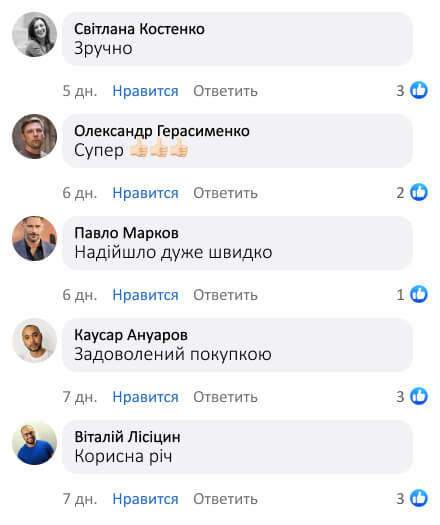 Світлана Костенко
Зручно
5 дн. Нравится Ответить 3
Олександр Герасименко
Супер 👍🏻👍🏻👍🏻
6 дн. Нравится Ответить 2
Павло Марков
Надійшло дуже швидко
6 дн. Нравится Ответить 1
Каусар Ануаров
Задоволений покупкою
7 дн. Нравится Ответить 3
Віталій Лісіцин
Корисна річ
7 дн. Нравится Ответить 3